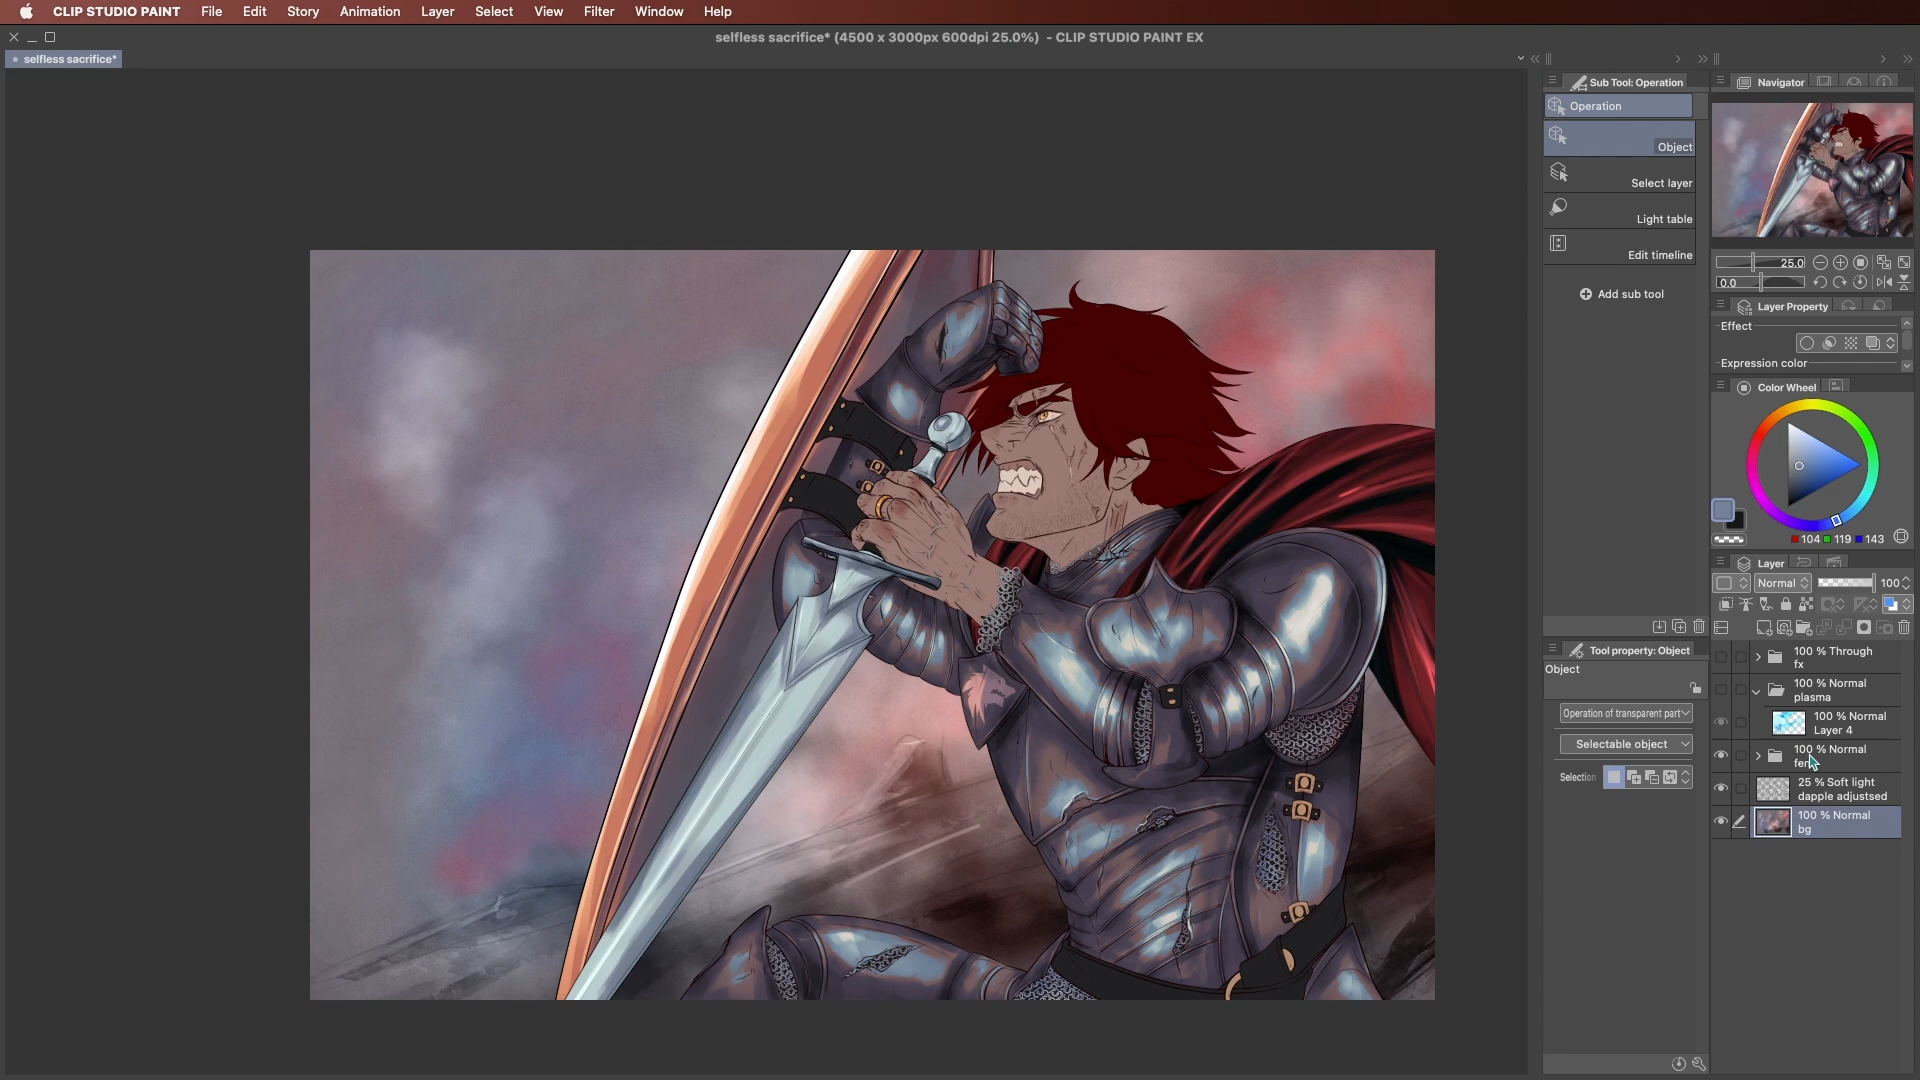 CLIP STUDIO PAINT File Edit Story Animation Layer Select View Filter Window Help
selfless sacrifice* (4500 x 3000px 600dpi 25.0%) - CLIP STUDIO PAINT EX
selfless sacrifice*
Sub Tool: Operation
Operation
Object
Select layer
Light table
Edit timeline
Add sub tool
Tool property: Object
Object
Operation of transparent part
Selectable object
Selection
Navigator
25.0
0.0
Layer Property
Effect
Expression color
Color Wheel
104 119 143
Layer
Normal 100
100 % Through
fx
100 % Normal
plasma
100 % Normal
Layer 4
100 % Normal
25 % Soft light
dapple adjustsed
100 % Normal
bg